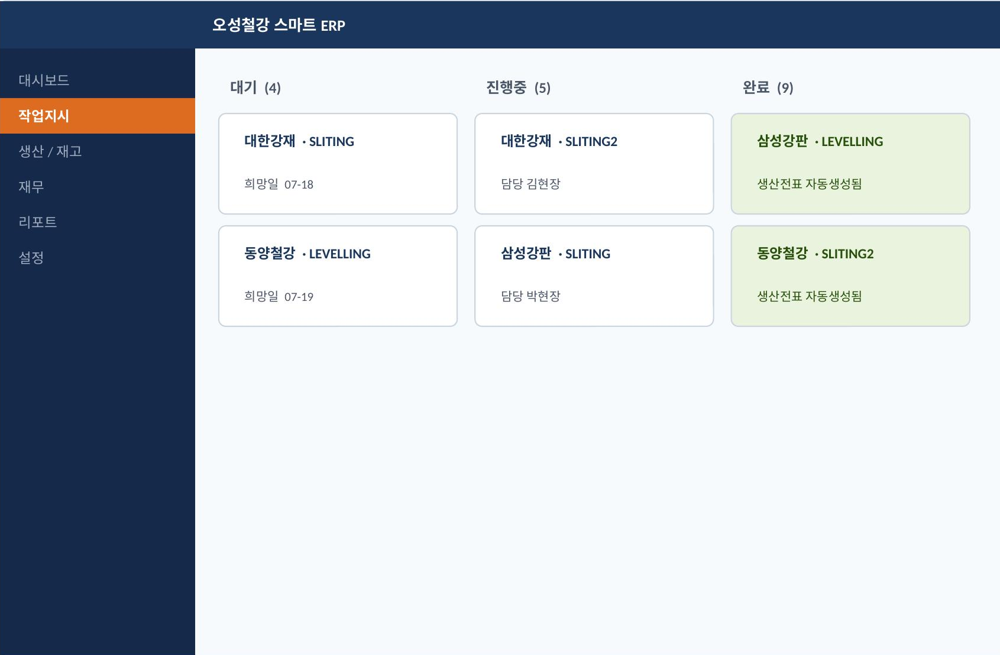 오성철강 스마트 ERP
대시보드
작업지시
생산 / 재고
재무
리포트
설정
대기 (4)
대한강재 · SLITING
희망일 07-18
동양철강 · LEVELLING
희망일 07-19
진행중 (5)
대한강재 · SLITING2
담당 김현장
삼성강판 · SLITING
담당 박현장
완료 (9)
삼성강판 · LEVELLING
생산전표 자동생성됨
동양철강 · SLITING2
생산전표 자동생성됨